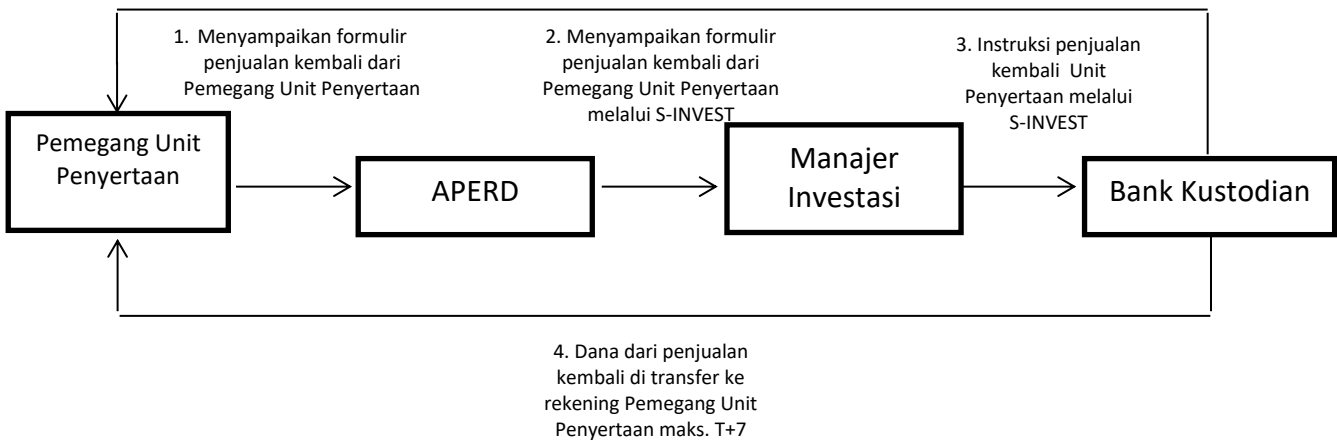 1. Menyampaikan formulir
penjualan kembali dari
Pemegang Unit Penyertaan
2. Menyampaikan formulir
penjualan kembali dari
Pemegang Unit Penyertaan
melalui S-INVEST
3. Instruksi penjualan
kembali Unit
Penyertaan melalui
S-INVEST
Pemegang Unit
Penyertaan
APERD
Manajer
Investasi
Bank Kustodian
4. Dana dari penjualan
kembali di transfer ke
rekening Pemegang Unit
Penyertaan maks. T+7